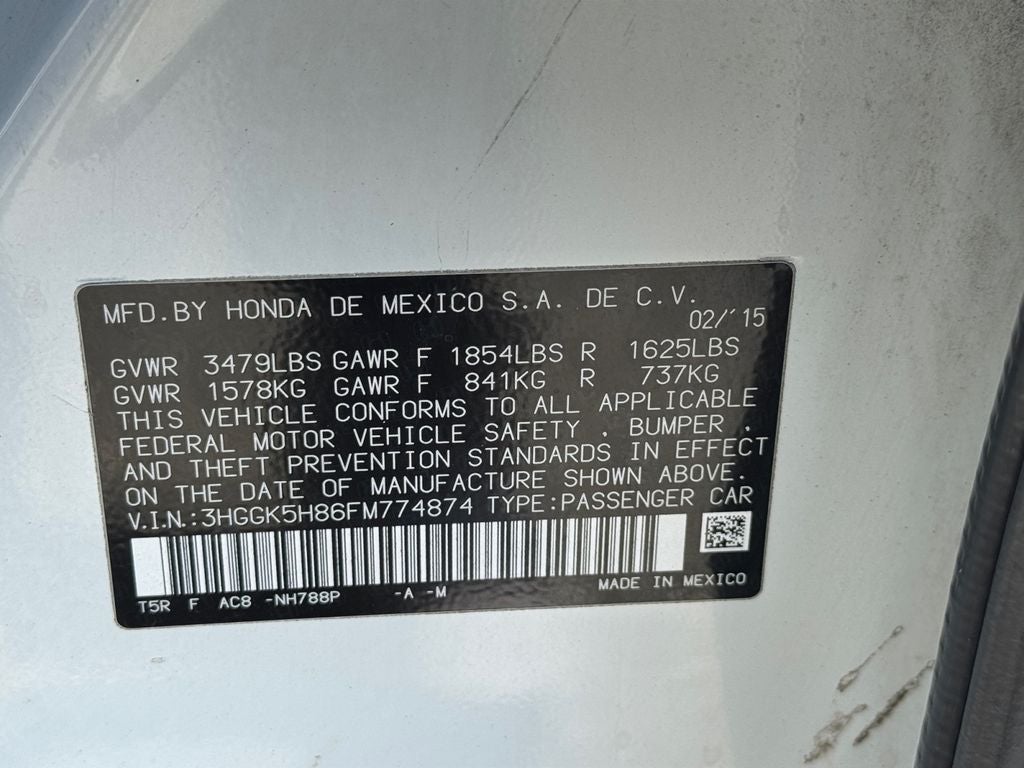 MFD.BY HONDA DE MEXICO S.A. DE C.V.
02/'15
GVWR 3479LBS GAWR F 1854LBS R 1625LBS
GVWR 1578KG GAWR F 841KG R 737KG
THIS VEHICLE CONFORMS TO ALL APPLICABLE
FEDERAL MOTOR VEHICLE SAFETY, BUMPER,
AND THEFT PREVENTION STANDARDS IN EFFECT
ON THE DATE OF MANUFACTURE SHOWN ABOVE.
V.I.N.:3HGGK5H86FM774874 TYPE:PASSENGER CAR
MADE IN MEXICO
T5R F AC8 -NH788P -A -M